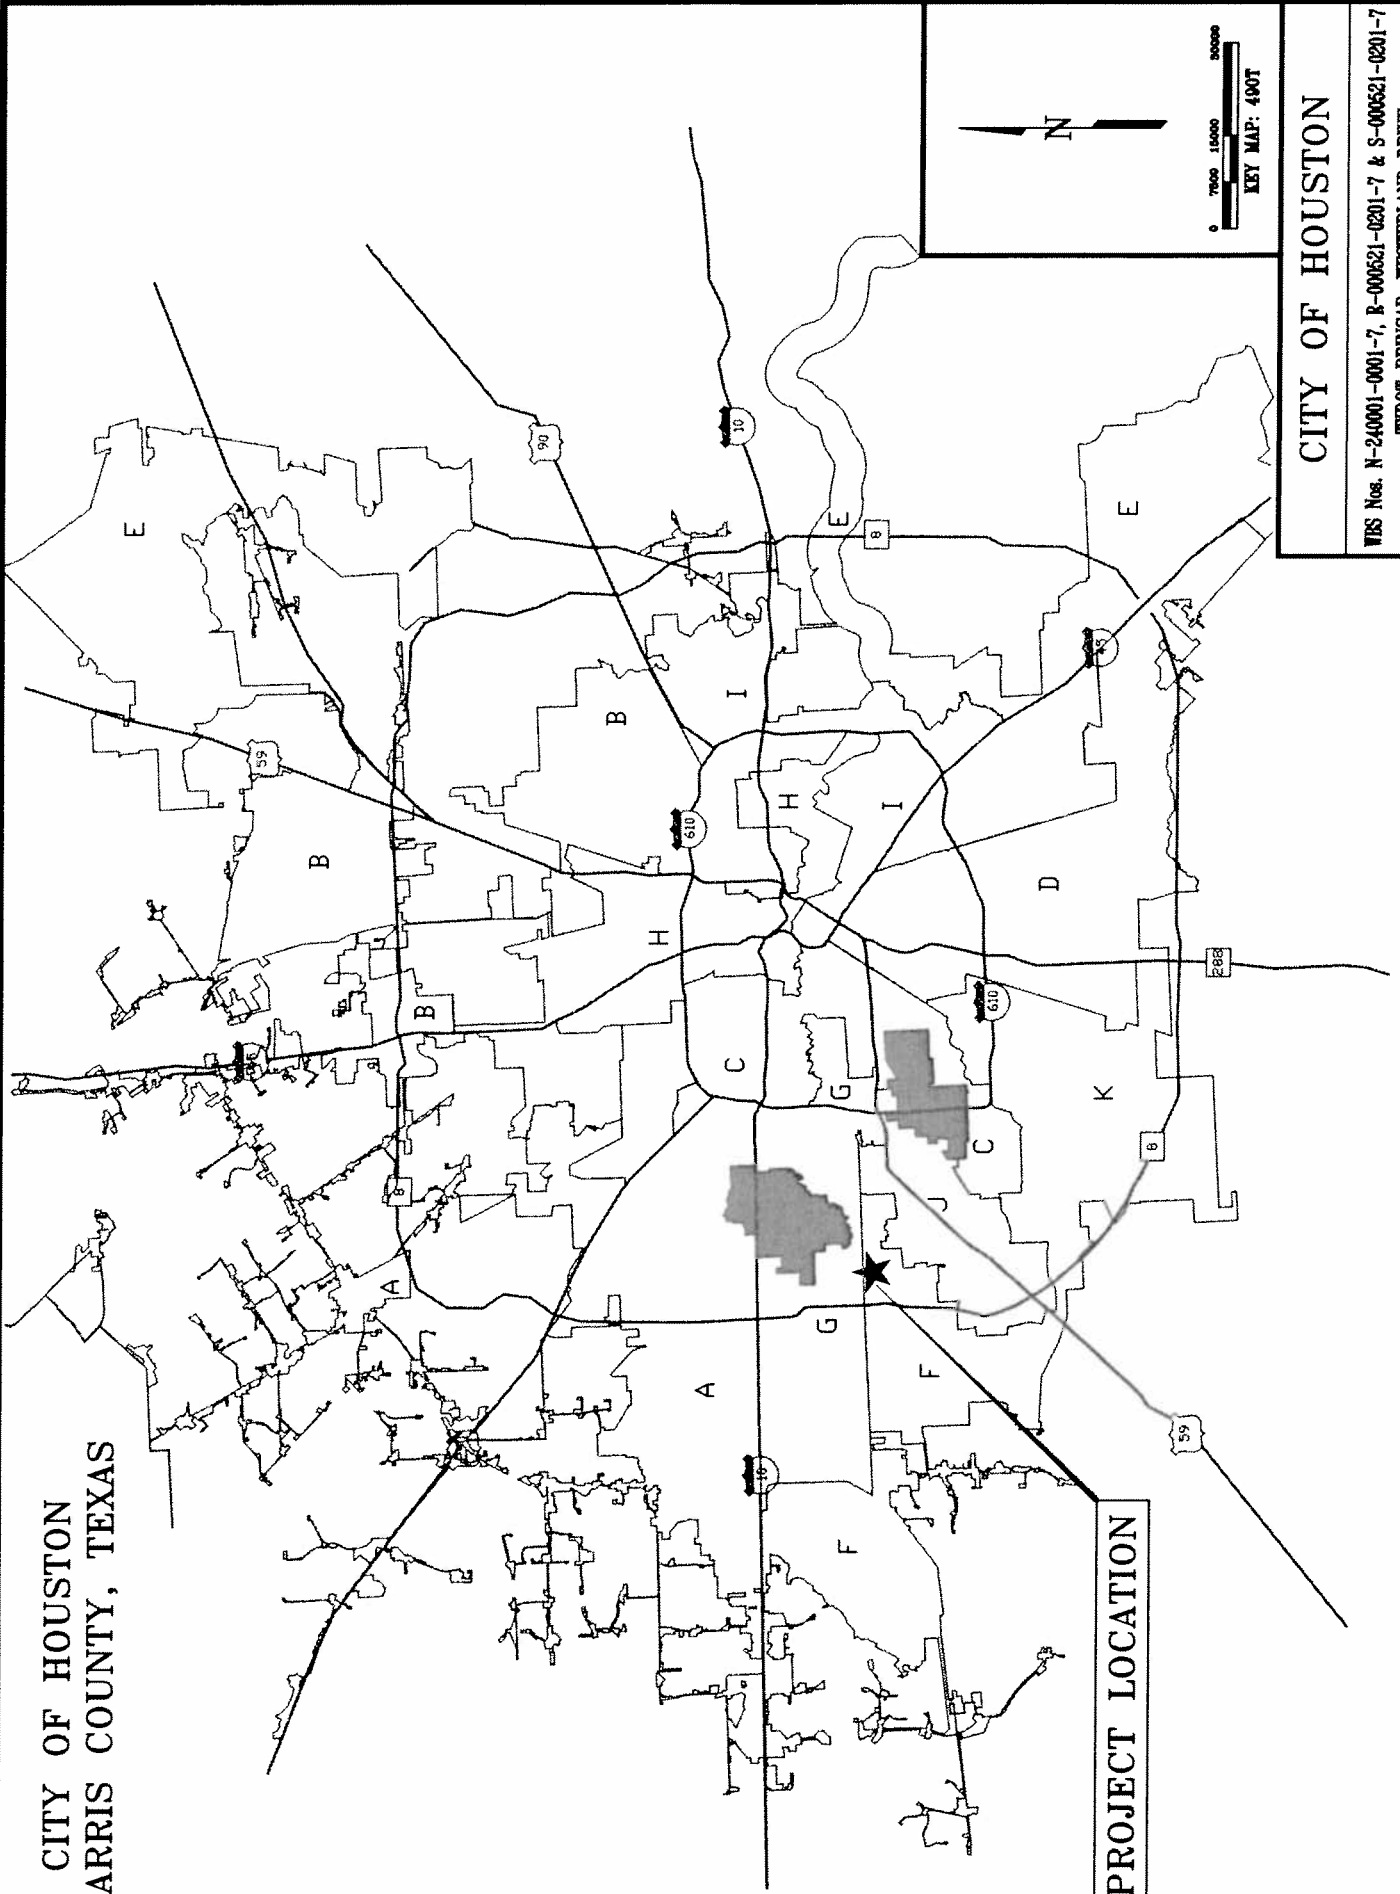 CITY OF HOUSTON
ARRIS COUNTY, TEXAS
E
59
B
A
8
B
90
B
H
610
A
C
I
10
10
H
G
E
G
F
8
I
F
J
C
610
D
45
K
E
8
59
288
PROJECT LOCATION
N
0 7500 15000 30000
KEY MAP: 490T
CITY OF HOUSTON
WBS Nos. N-240001-0001-7, R-000521-0201-7 & S-000521-0201-7